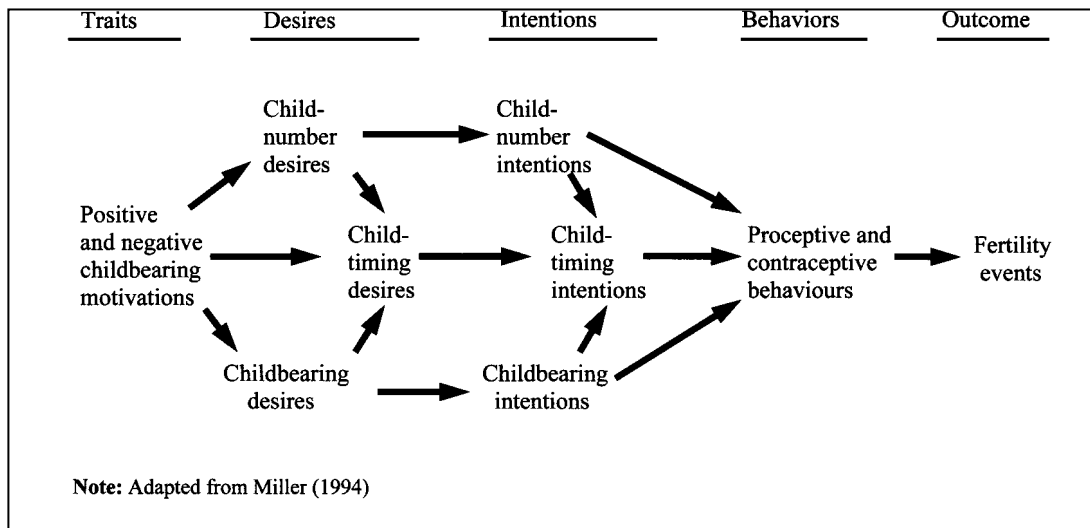 Traits Desires Intentions Behaviors Outcome
Child-
number
desires
Child-
number
intentions
Positive
and negative
childbearing
motivations
Child-
timing
desires
Child-
timing
intentions
Proceptive and
contraceptive
behaviours
Fertility
events
Childbearing
desires
Childbearing
intentions
Note: Adapted from Miller (1994)